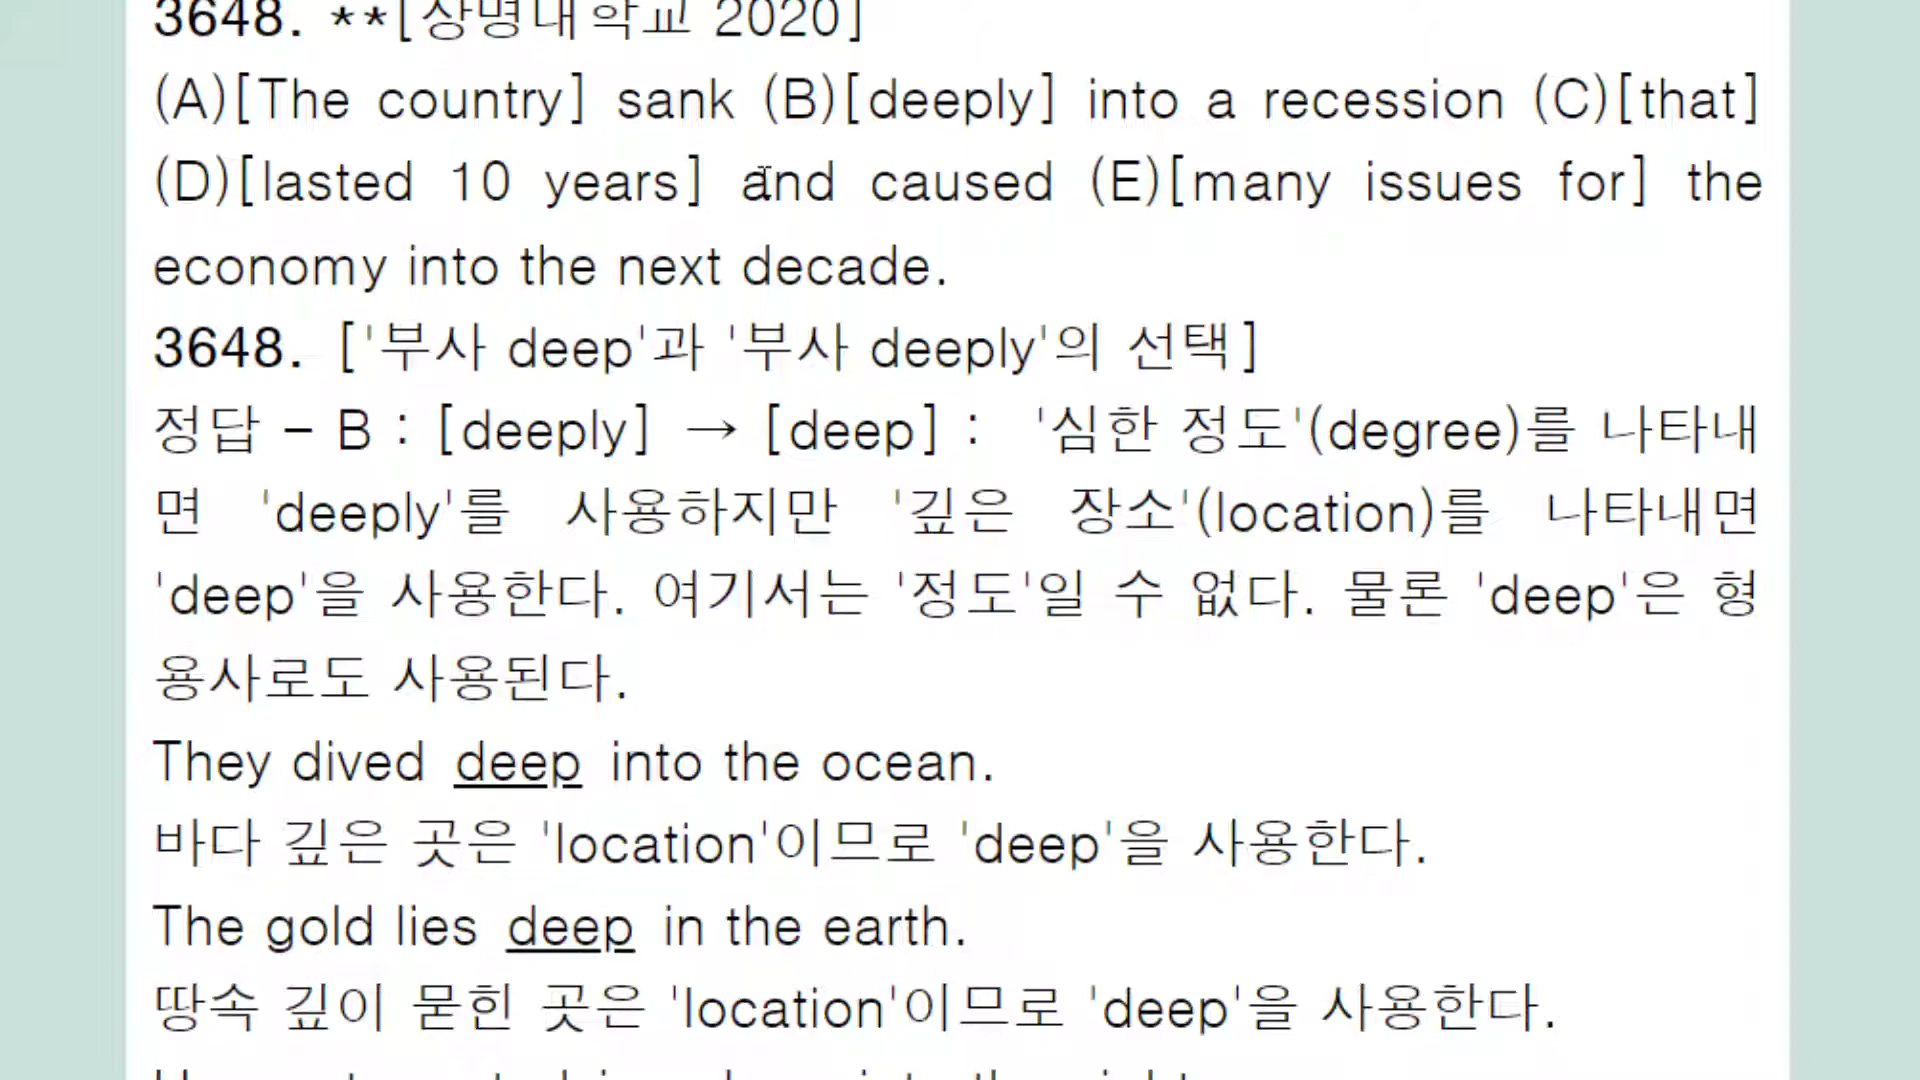 3648. **[상명대학교 2020]
(A)[The country] sank (B)[deeply] into a recession (C)[that]
(D)[lasted 10 years] and caused (E)[many issues for] the
economy into the next decade.
3648. ['부사 deep'과 '부사 deeply'의 선택]
정답 – B : [deeply] → [deep] : '심한 정도'(degree)를 나타내
면 'deeply'를 사용하지만 '깊은 장소'(location)를 나타내면
'deep'을 사용한다. 여기서는 '정도'일 수 없다. 물론 'deep'은 형
용사로도 사용된다.
They dived deep into the ocean.
바다 깊은 곳은 'location'이므로 'deep'을 사용한다.
The gold lies deep in the earth.
땅속 깊이 묻힌 곳은 'location'이므로 'deep'을 사용한다.